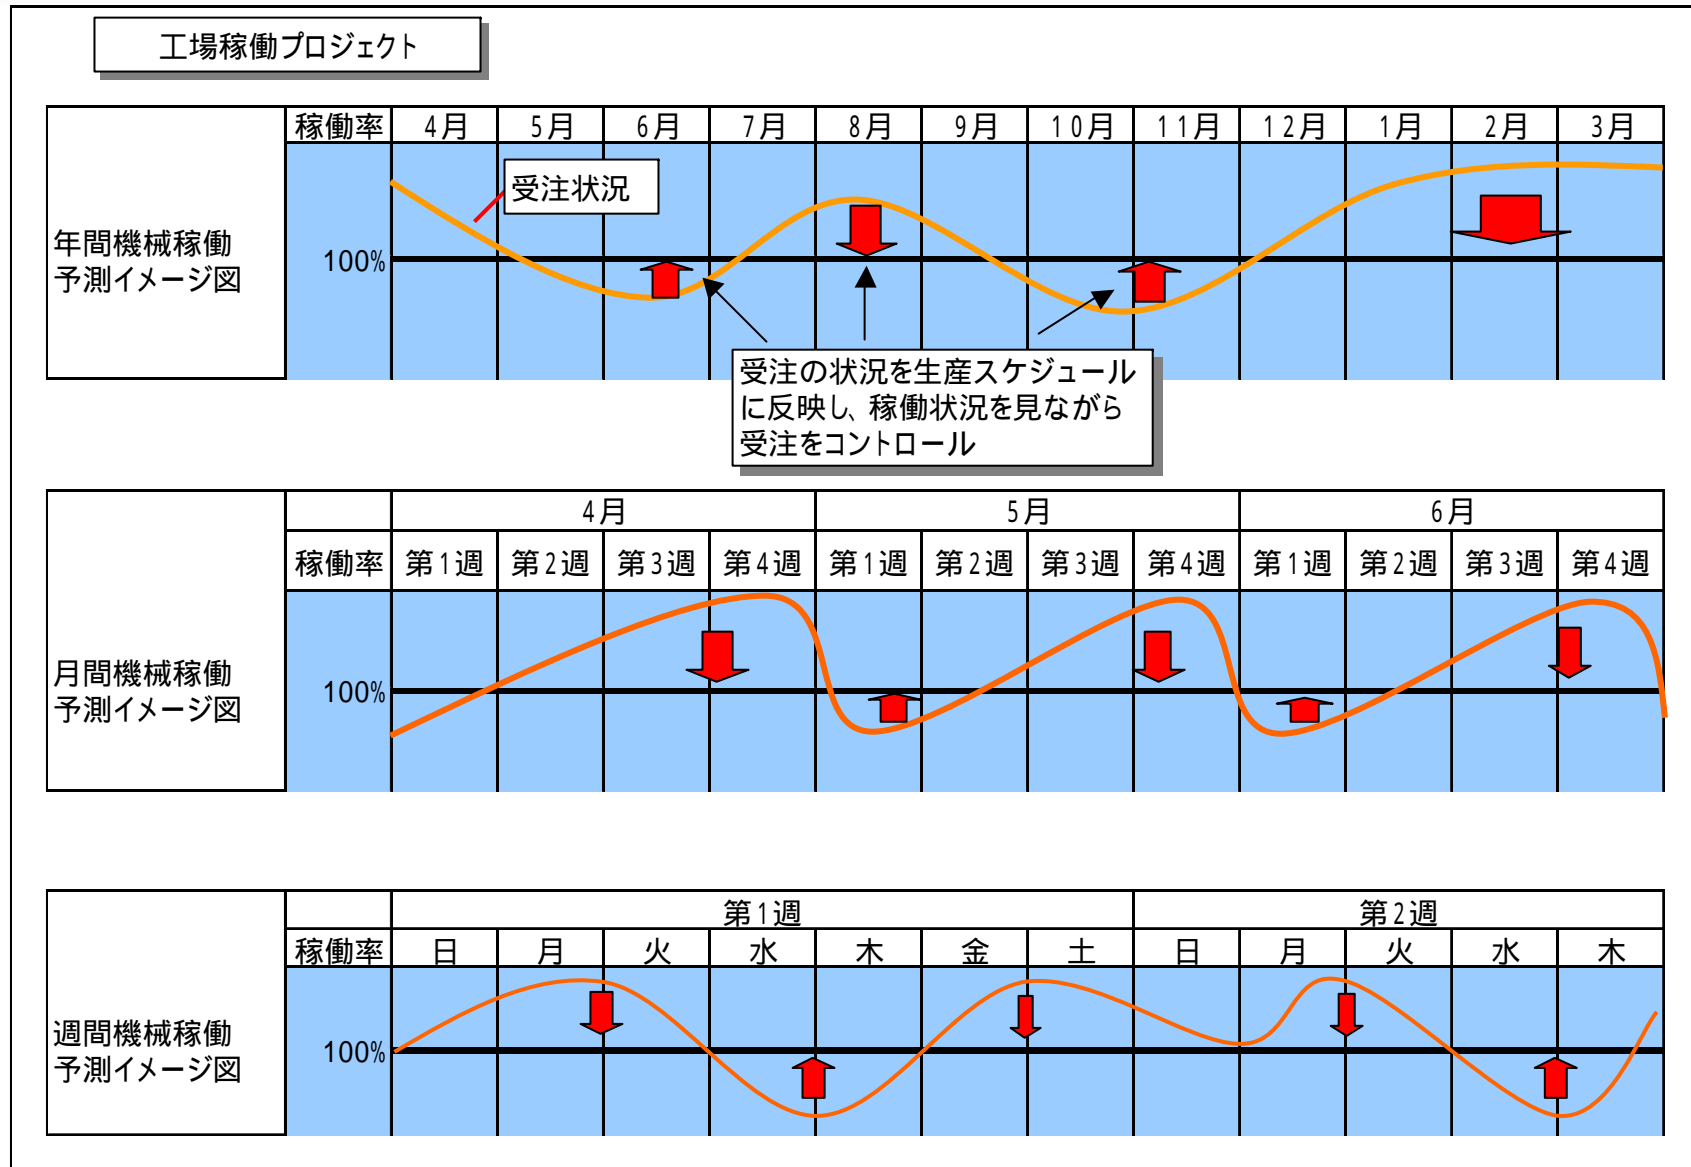 工場稼働プロジェクト
稼働率 4月 5月 6月 7月 8月 9月 10月 11月 12月 1月 2月 3月
受注状況
年間機械稼働
予測イメージ図
100%
受注の状況を生産スケジュール
に反映し、稼働状況を見ながら
受注をコントロール
4月 5月 6月
稼働率 第1週 第2週 第3週 第4週 第1週 第2週 第3週 第4週 第1週 第2週 第3週 第4週
月間機械稼働
予測イメージ図
100%
第1週 第2週
稼働率 日 月 火 水 木 金 土 日 月 火 水 木
週間機械稼働
予測イメージ図
100%